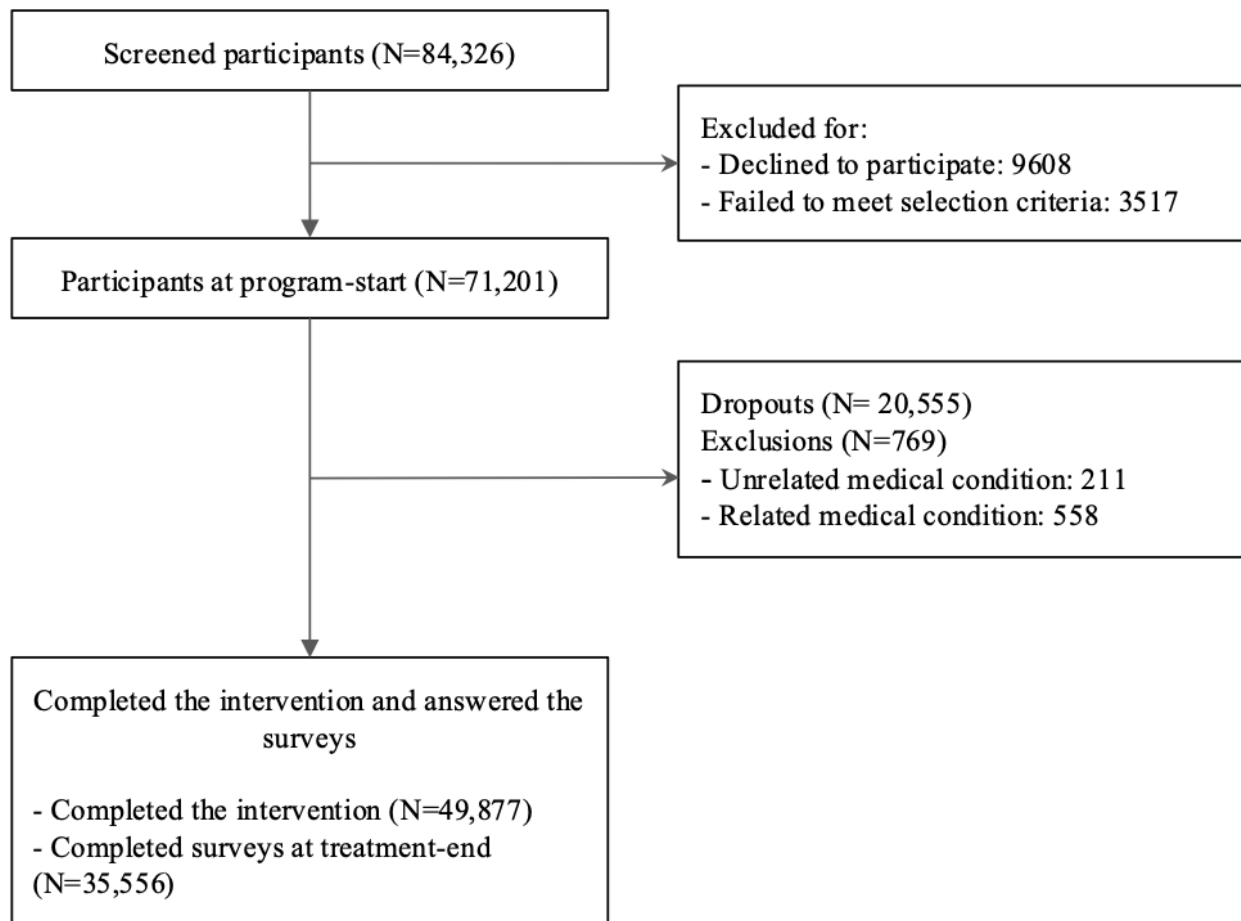 Screened participants (N=84,326)
Excluded for:
- Declined to participate: 9608
- Failed to meet selection criteria: 3517
Participants at program-start (N=71,201)
Dropouts (N= 20,555)
Exclusions (N=769)
- Unrelated medical condition: 211
- Related medical condition: 558
Completed the intervention and answered the
surveys
- Completed the intervention (N=49,877)
- Completed surveys at treatment-end
(N=35,556)